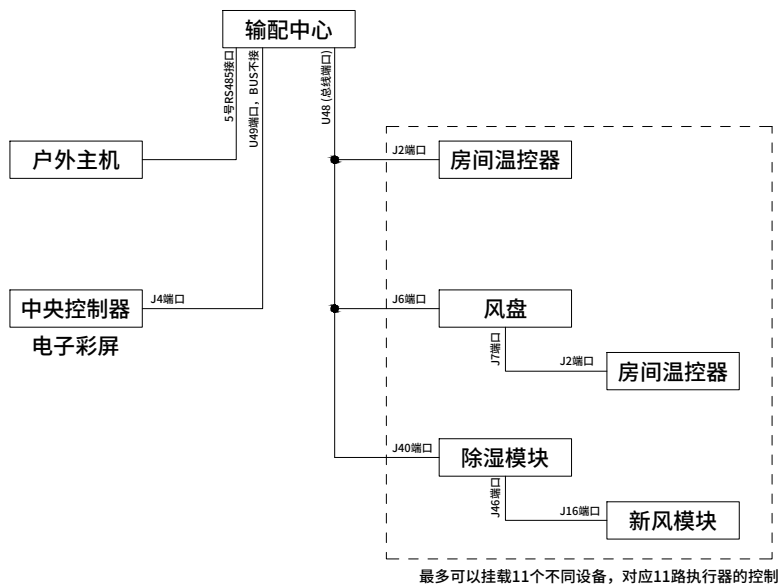 输配中心
5号RS485接口
U49端口，BUS不接
U48 (总线端口)
户外主机
J2端口
房间温控器
中央控制器
J4端口
电子彩屏
J6端口
风盘
J7端口
J2端口
房间温控器
J40端口
除湿模块
J46端口
J16端口
新风模块
最多可以挂载11个不同设备，对应11路执行器的控制